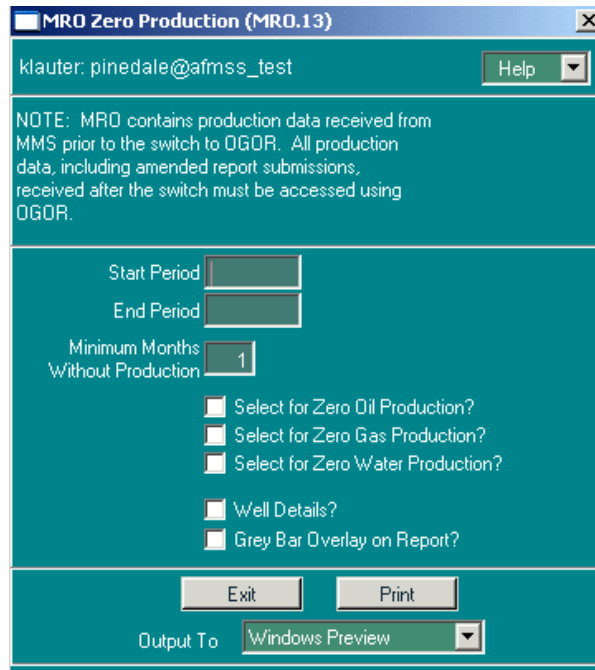 MRO Zero Production (MRO.13)
klauter: pinedale@afmss_test
Help
NOTE: MRO contains production data received from
MMS prior to the switch to OGOR. All production
data, including amended report submissions,
received after the switch must be accessed using
OGOR.
Start Period
End Period
Minimum Months
Without Production
1
Select for Zero Oil Production?
Select for Zero Gas Production?
Select for Zero Water Production?
Well Details?
Grey Bar Overlay on Report?
Exit
Print
Output To
Windows Preview